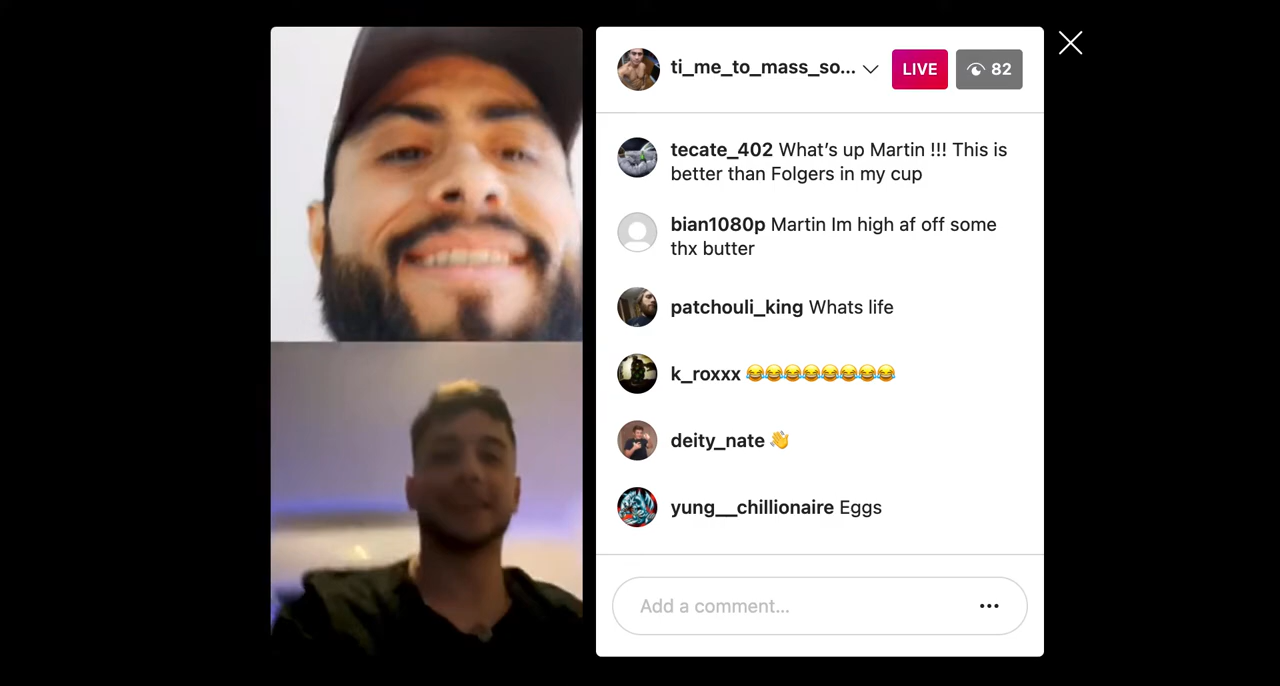 ti_me_to_mass_so...
LIVE
82
tecate_402 What’s up Martin !!! This is
better than Folgers in my cup
bian1080p Martin Im high af off some
thx butter
patchouli_king Whats life
k_roxxx 😂😂😂😂😂😂😂😂
deity_nate 👋
yung__chillionaire Eggs
Add a comment...